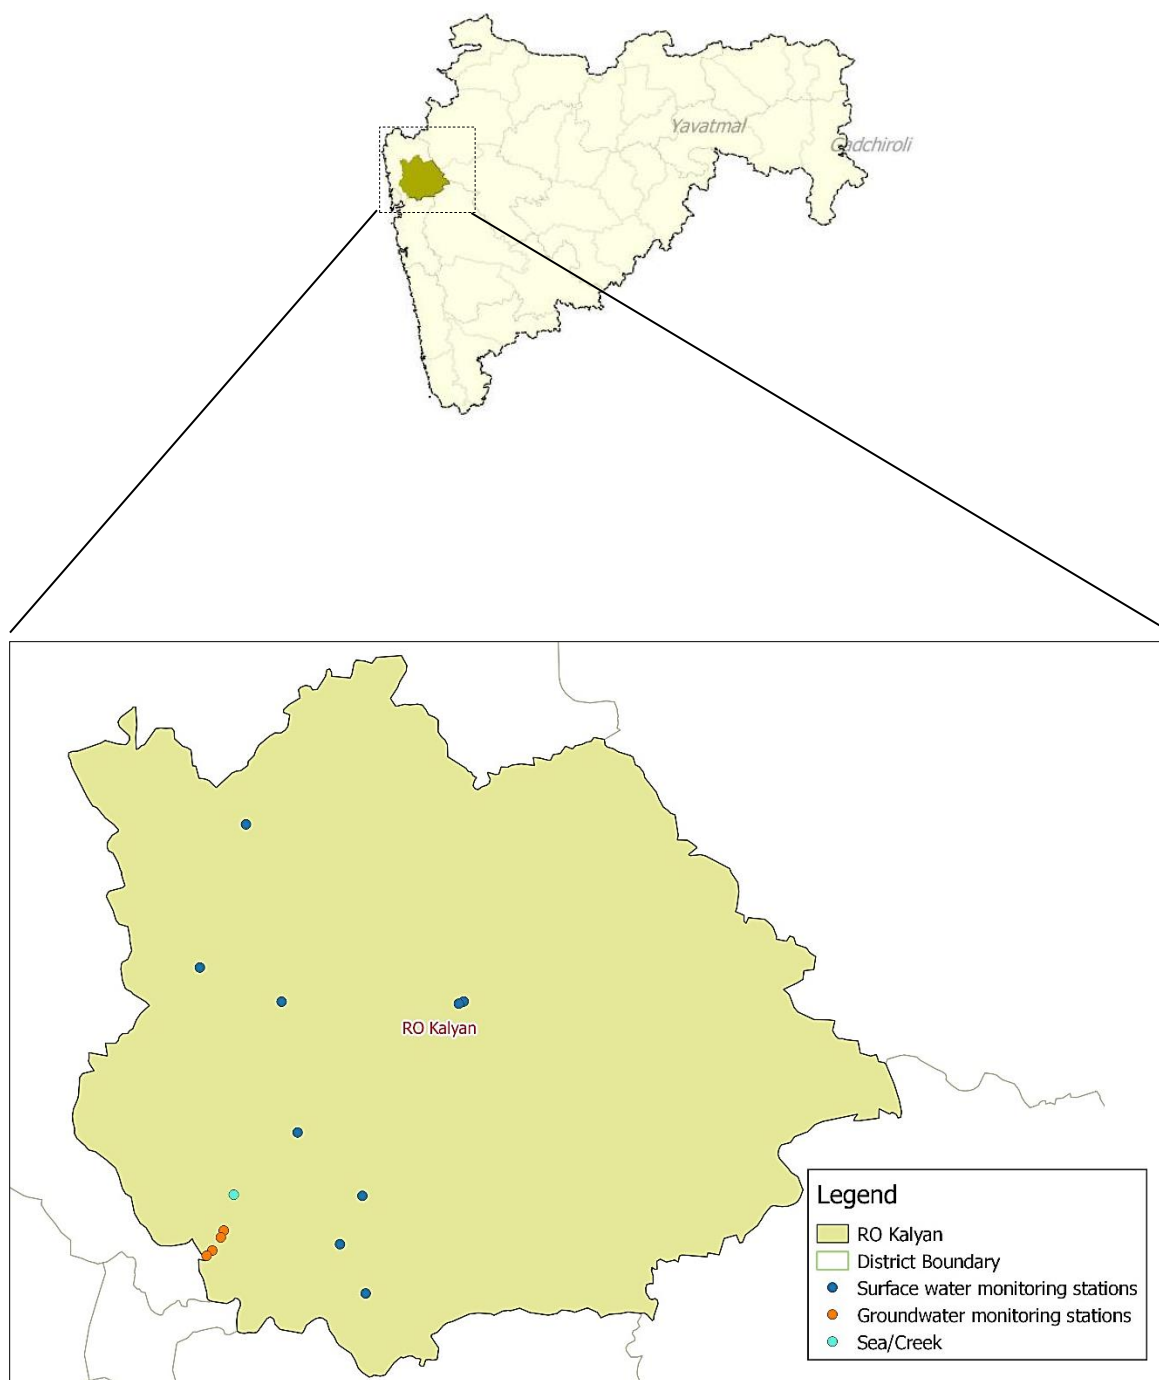 Yavatmal
Gadchiroli
RO Kalyan
Legend
RO Kalyan
District Boundary
Surface water monitoring stations
Groundwater monitoring stations
Sea/Creek